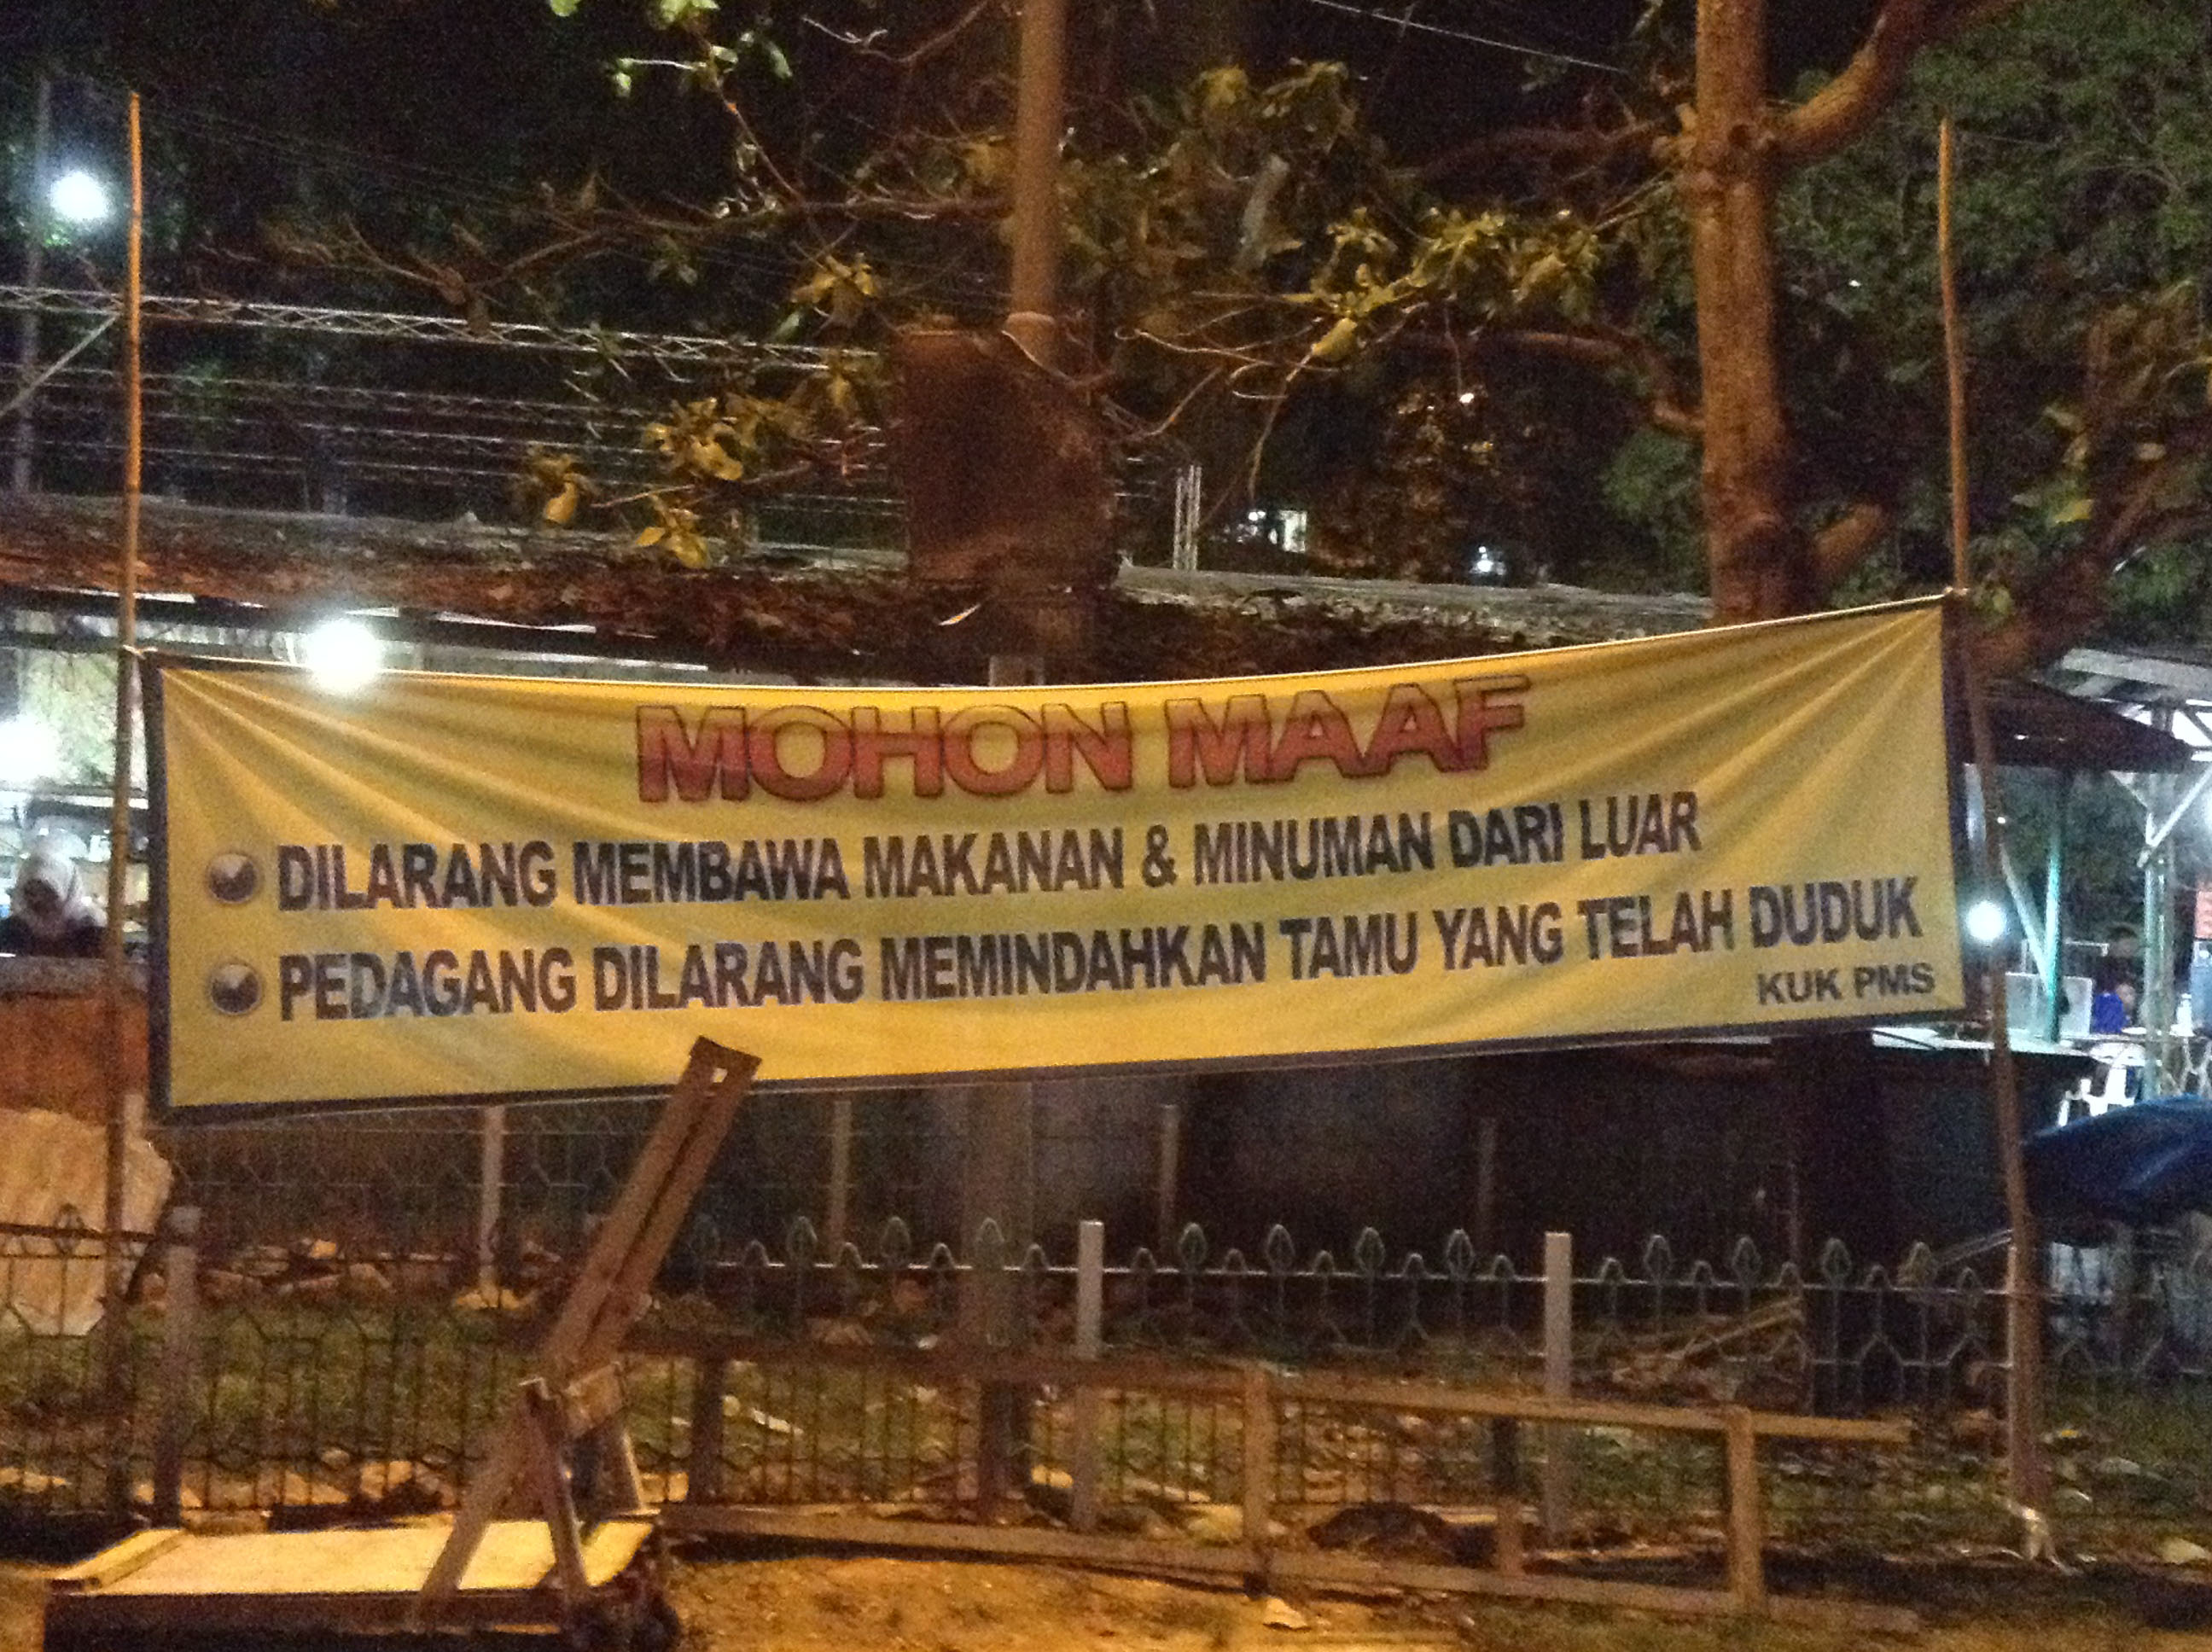 MOHON MAAF
DILARANG MEMBAWA MAKANAN & MINUMAN DARI LUAR
PEDAGANG DILARANG MEMINDAHKAN TAMU YANG TELAH DUDUK
KUK PMS